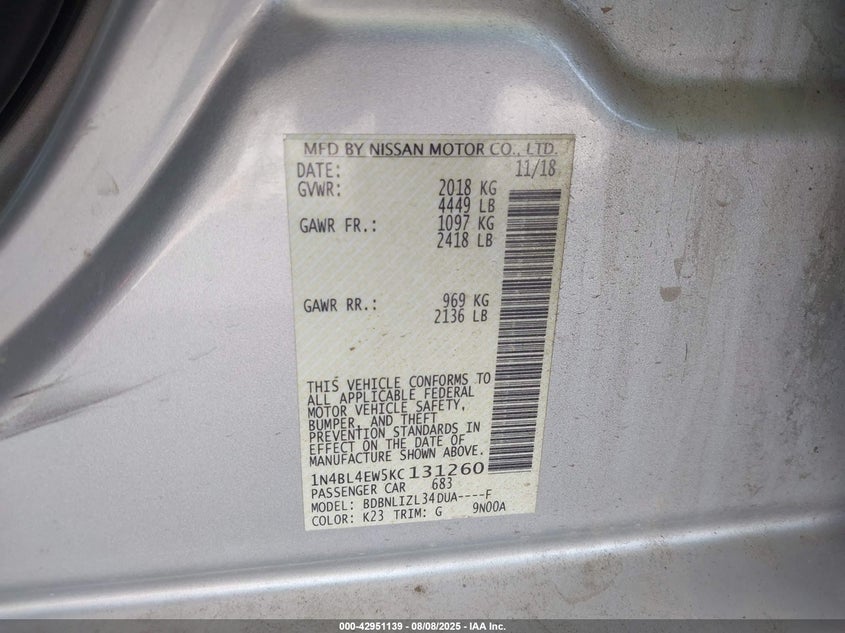 MFD BY NISSAN MOTOR CO., LTD.
DATE: 11/18
GVWR: 2018 KG
4449 LB
GAWR FR.: 1097 KG
2418 LB
GAWR RR.: 969 KG
2136 LB
THIS VEHICLE CONFORMS TO
ALL APPLICABLE FEDERAL
MOTOR VEHICLE SAFETY,
BUMPER, AND THEFT
PREVENTION STANDARDS IN
EFFECT ON THE DATE OF
MANUFACTURE SHOWN ABOVE.
1N4BL4EW5KC131260
PASSENGER CAR 683
MODEL: BDBNLIZL34DUA----F
COLOR: K23 TRIM: G 9N00A
000-42951139 - 08/08/2025 - IAA Inc.